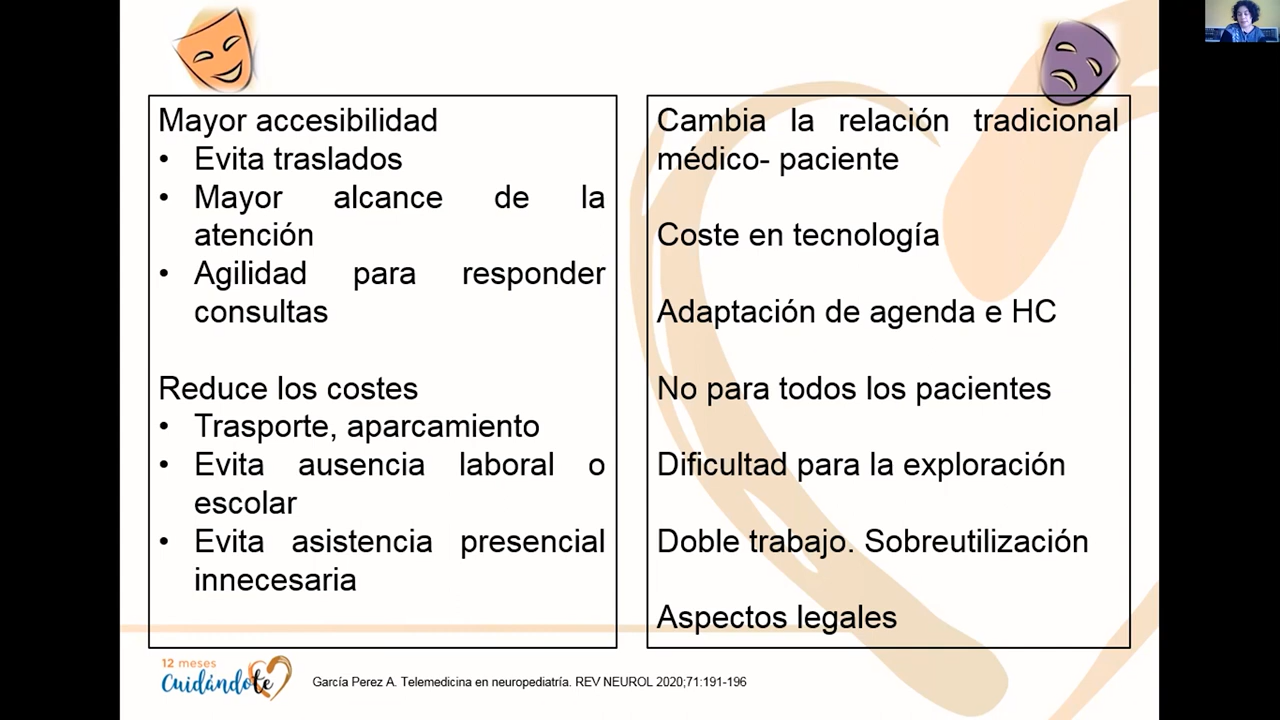 Mayor accesibilidad
• Evita traslados
• Mayor alcance de la
atención
• Agilidad para responder
consultas
Reduce los costes
• Trasporte, aparcamiento
• Evita ausencia laboral o
escolar
• Evita asistencia presencial
innecesaria
Cambia la relación tradicional
médico- paciente
Coste en tecnología
Adaptación de agenda e HC
No para todos los pacientes
Dificultad para la exploración
Doble trabajo. Sobreutilización
Aspectos legales
12 meses
Cuidándote
García Perez A. Telemedicina en neuropediatría. REV NEUROL 2020;71:191-196